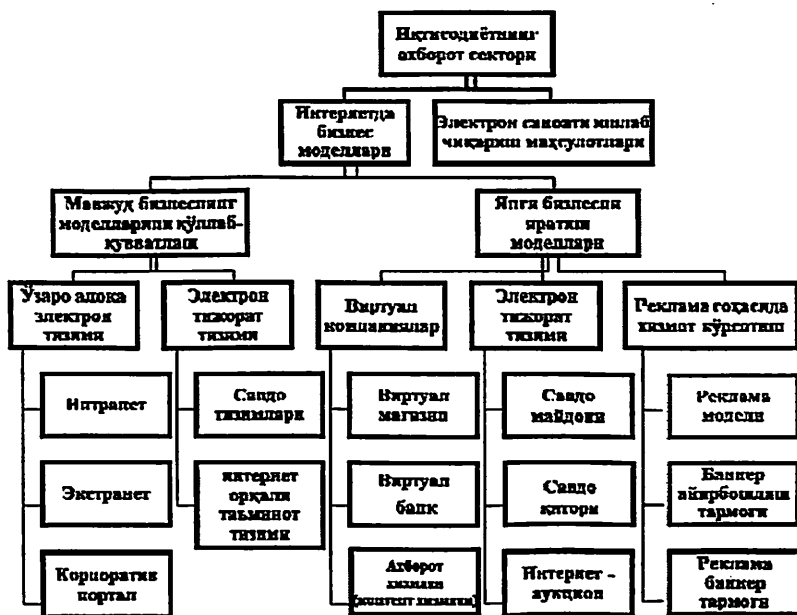 Иқтисодиётнинг
ахборот сектори
Интернетда
бизнес
моделлари
Электрон саноати ишлаб
чиқариш маҳсулотлари
Мавжуд бизнеснинг
моделларини қўллаб-
қувватлаш
Янги бизнесни
яратиш
моделлари
Ўзаро алока
электрон
тизими
Электрон
тижорат
тизими
Виртуал
компаниялар
Электрон
тижорат
тизими
Реклама соҳасида
хизмат кўрсатиш
Интранет
Савдо
тизимлари
Виртуал
магазин
Савдо
майдони
Реклама
модели
Экстранет
интернет
орқали
таъминот
тизими
Виртуал
банк
Савдо
қатори
Баннер
айирбошлаш
тармоғи
Корпоратив
портал
Ахборот
хизмати
(контент хизмати)
Интернет -
аукцион
Реклама
баннер
тармоғи